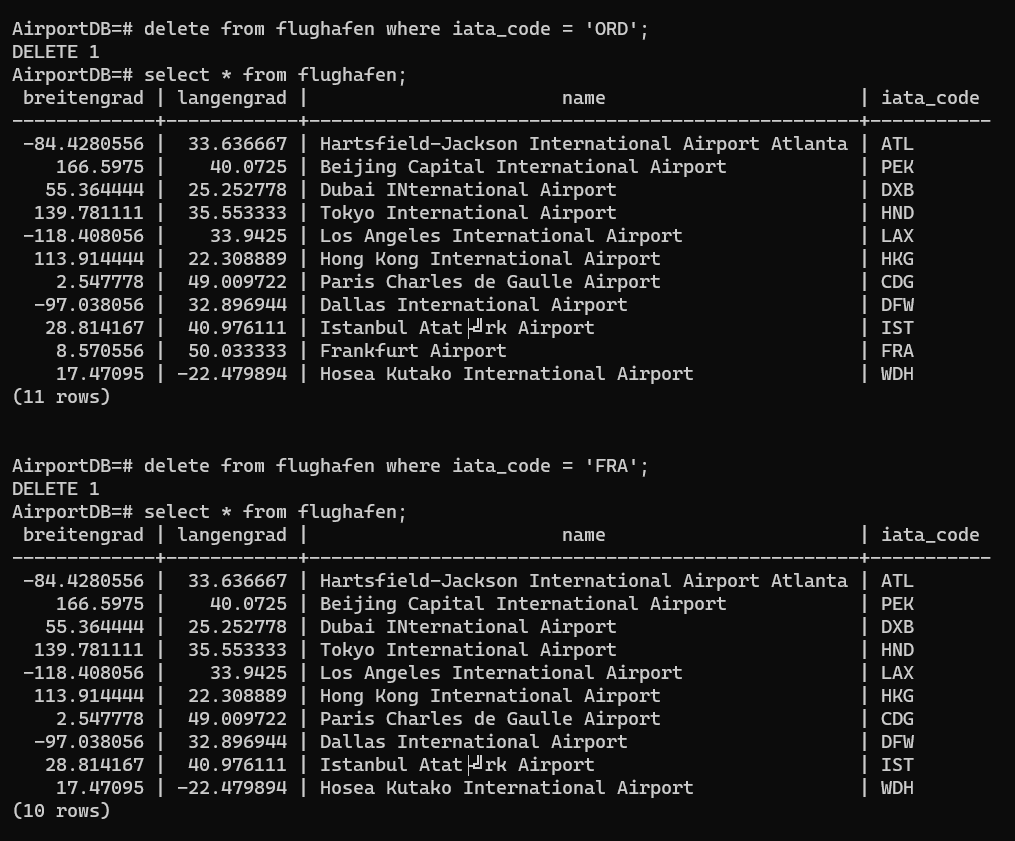 AirportDB=# delete from flughafen where iata_code = 'ORD';
DELETE 1
AirportDB=# select * from flughafen;
 breitengrad | langengrad |                       name                       | iata_code
-------------+------------+--------------------------------------------------+-----------
 -84.4280556 |  33.636667 | Hartsfield-Jackson International Airport Atlanta | ATL
    166.5975 |    40.0725 | Beijing Capital International Airport            | PEK
   55.364444 |  25.252778 | Dubai INternational Airport                      | DXB
  139.781111 |  35.553333 | Tokyo International Airport                      | HND
 -118.408056 |    33.9425 | Los Angeles International Airport                | LAX
  113.914444 |  22.308889 | Hong Kong International Airport                  | HKG
    2.547778 |  49.009722 | Paris Charles de Gaulle Airport                  | CDG
  -97.038056 |  32.896944 | Dallas International Airport                     | DFW
   28.814167 |  40.976111 | Istanbul Atat├╝rk Airport                        | IST
    8.570556 |  50.033333 | Frankfurt Airport                                | FRA
    17.47095 | -22.479894 | Hosea Kutako International Airport               | WDH
(11 rows)
AirportDB=# delete from flughafen where iata_code = 'FRA';
DELETE 1
AirportDB=# select * from flughafen;
 breitengrad | langengrad |                       name                       | iata_code
-------------+------------+--------------------------------------------------+-----------
 -84.4280556 |  33.636667 | Hartsfield-Jackson International Airport Atlanta | ATL
    166.5975 |    40.0725 | Beijing Capital International Airport            | PEK
   55.364444 |  25.252778 | Dubai INternational Airport                      | DXB
  139.781111 |  35.553333 | Tokyo International Airport                      | HND
 -118.408056 |    33.9425 | Los Angeles International Airport                | LAX
  113.914444 |  22.308889 | Hong Kong International Airport                  | HKG
    2.547778 |  49.009722 | Paris Charles de Gaulle Airport                  | CDG
  -97.038056 |  32.896944 | Dallas International Airport                     | DFW
   28.814167 |  40.976111 | Istanbul Atat├╝rk Airport                        | IST
    17.47095 | -22.479894 | Hosea Kutako International Airport               | WDH
(10 rows)